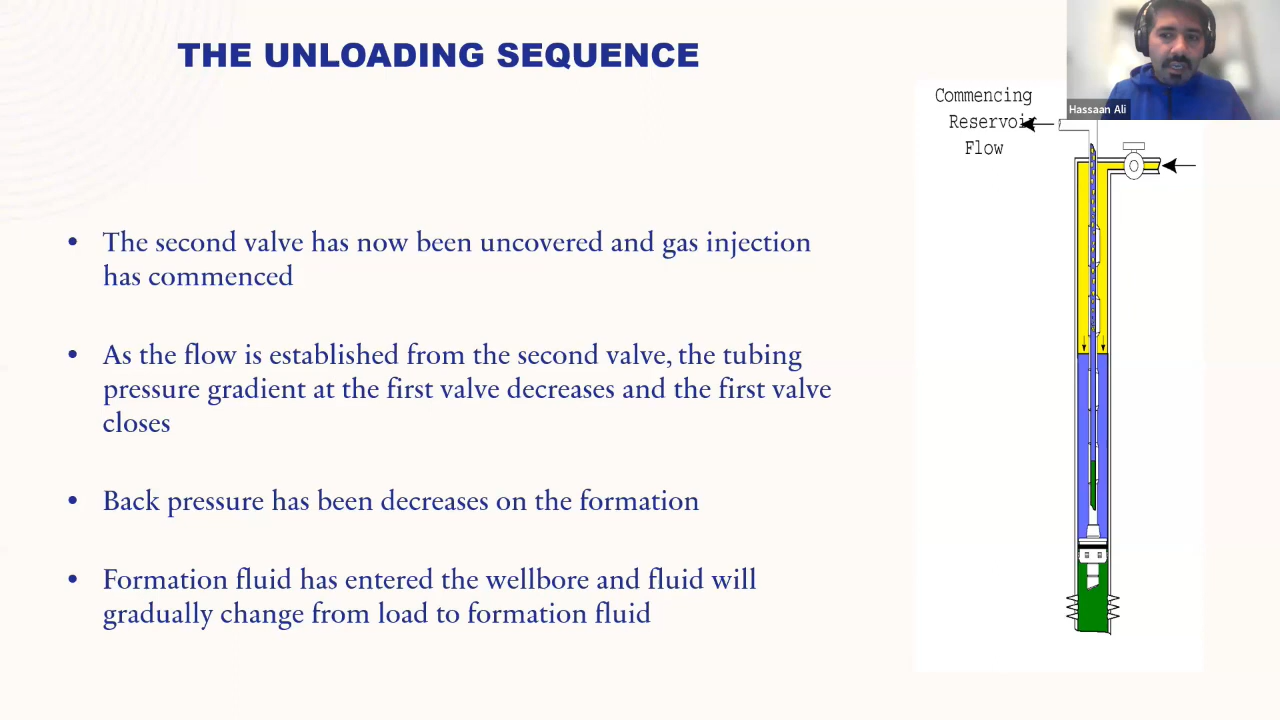 THE UNLOADING SEQUENCE
Commencing
Reservoir
Flow
Hassaan Ali
• The second valve has now been uncovered and gas injection
has commenced
• As the flow is established from the second valve, the tubing
pressure gradient at the first valve decreases and the first valve
closes
• Back pressure has been decreases on the formation
• Formation fluid has entered the wellbore and fluid will
gradually change from load to formation fluid